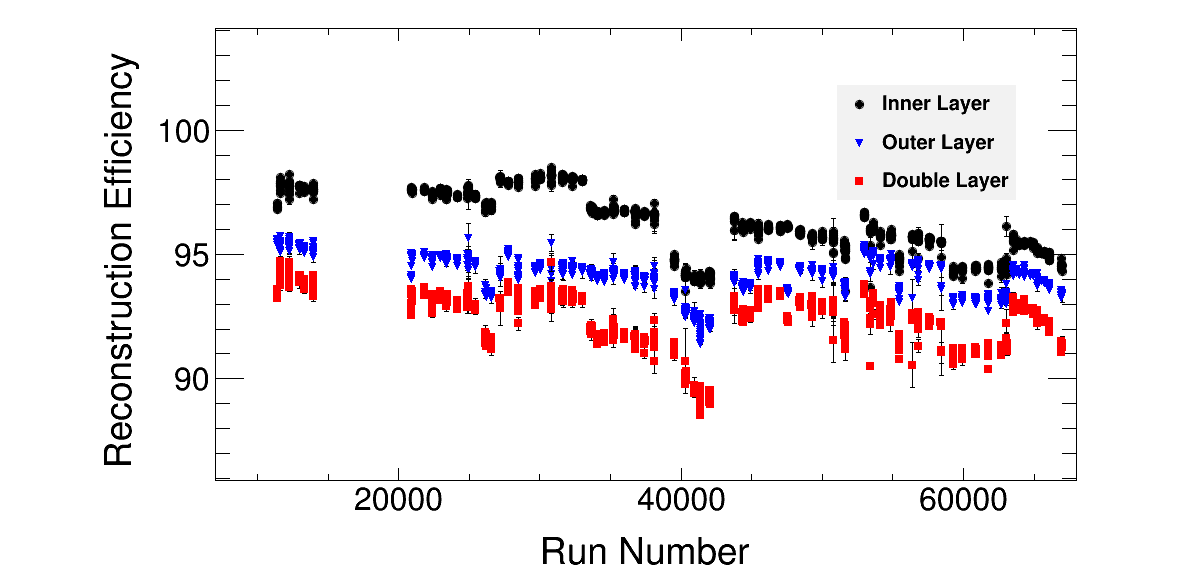 Reconstruction Efficiency
100
95
90
Inner Layer
Outer Layer
Double Layer
20000
40000
60000
Run Number